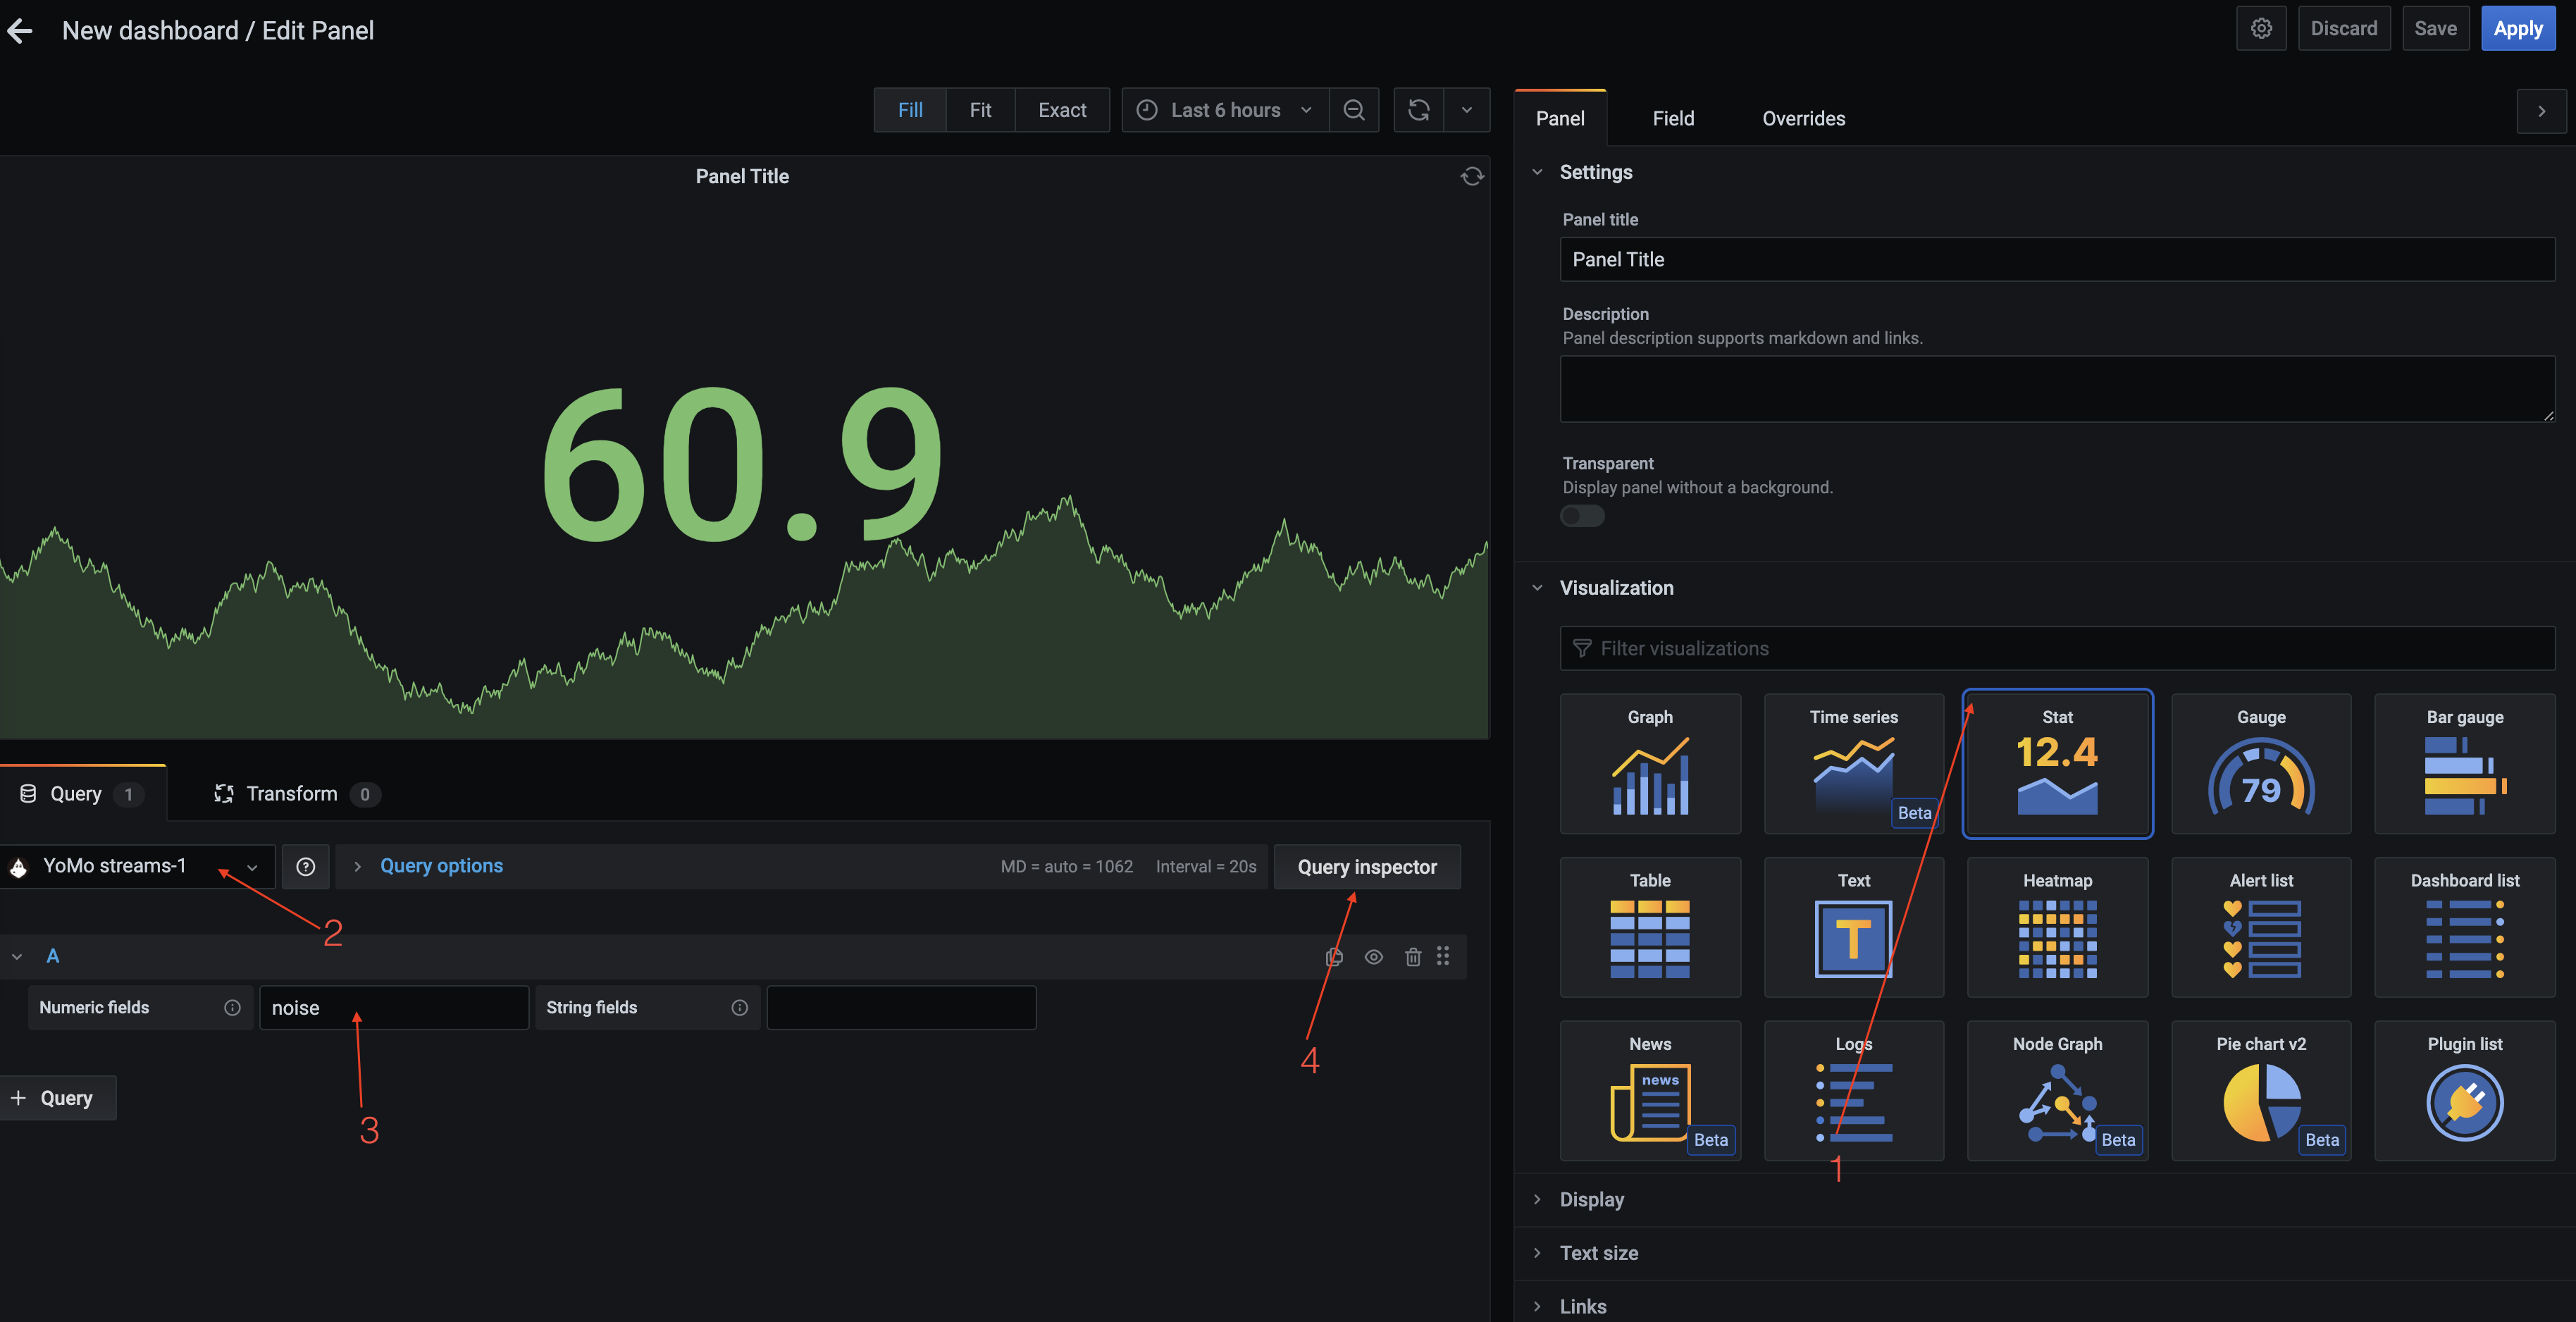 New dashboard / Edit Panel
Discard
Save
Apply
Fill
Fit
Exact
Last 6 hours
Panel Title
60.9
Query 1
Transform 0
YoMo streams-1
Query options
MD = auto = 1062
Interval = 20s
Query inspector
2
A
Numeric fields
noise
String fields
4
+ Query
3
Panel
Field
Overrides
Settings
Panel title
Panel Title
Description
Panel description supports markdown and links.
Transparent
Display panel without a background.
Visualization
Filter visualizations
Graph
Time series
Beta
Stat
12.4
Gauge
79
Bar gauge
Table
Text
T
Heatmap
Alert list
Dashboard list
News
news
Beta
Logs
Node Graph
Beta
Pie chart v2
Beta
Plugin list
1
Display
Text size
Links